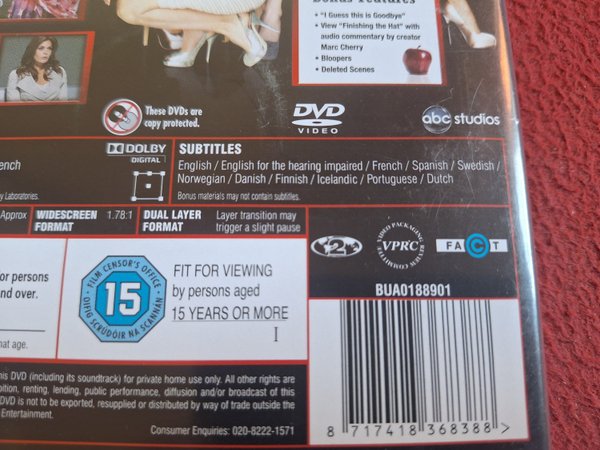 • "I Guess this is Goodbye"
• View "Finishing the Hat" with
audio commentary by creator
Marc Cherry
• Bloopers
• Deleted Scenes
These DVDs are
copy protected.
DVD
VIDEO
abc studios
DOLBY
DIGITAL
SUBTITLES
English / English for the hearing impaired / French / Spanish / Swedish /
Norwegian / Danish / Finnish / Icelandic / Portuguese / Dutch
Bonus materials may not contain subtitles.
ench
y Laboratories.
Approx
WIDESCREEN
FORMAT
1.78:1
DUAL LAYER
FORMAT
Layer transition may
trigger a slight pause
2
VIDEO PACKAGING REVIEW COMMITTEE
VPRC
FACT
BUA0188901
or persons
nd over.
hat age.
FILM CENSOR'S OFFICE
15
OIFIG SCRÚDÓIR NA SCANNÁN
FIT FOR VIEWING
by persons aged
15 YEARS OR MORE
I
is DVD (including its soundtrack) for private home use only. All other rights are
bition, renting, lending, public performance, diffusion and/or broadcast of this
DVD is not to be exported, resupplied or distributed by way of trade outside the
Entertainment.
Consumer Enquiries: 020-8222-1571
8 717418 368388 >